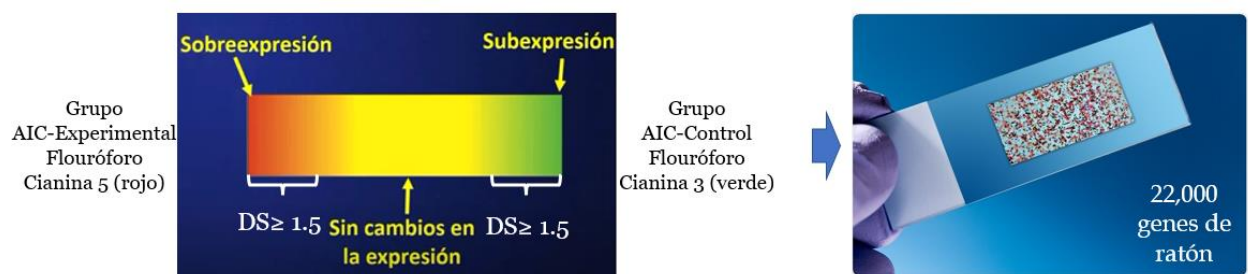 Grupo
AIC-Experimental
Flouróforo
Cianina 5 (rojo)
Sobreexpresión
Subexpresión
DS≥ 1.5
Sin cambios en
la expresión
DS≥ 1.5
Grupo
AIC-Control
Flouróforo
Cianina 3 (verde)
22,000
genes de
ratón